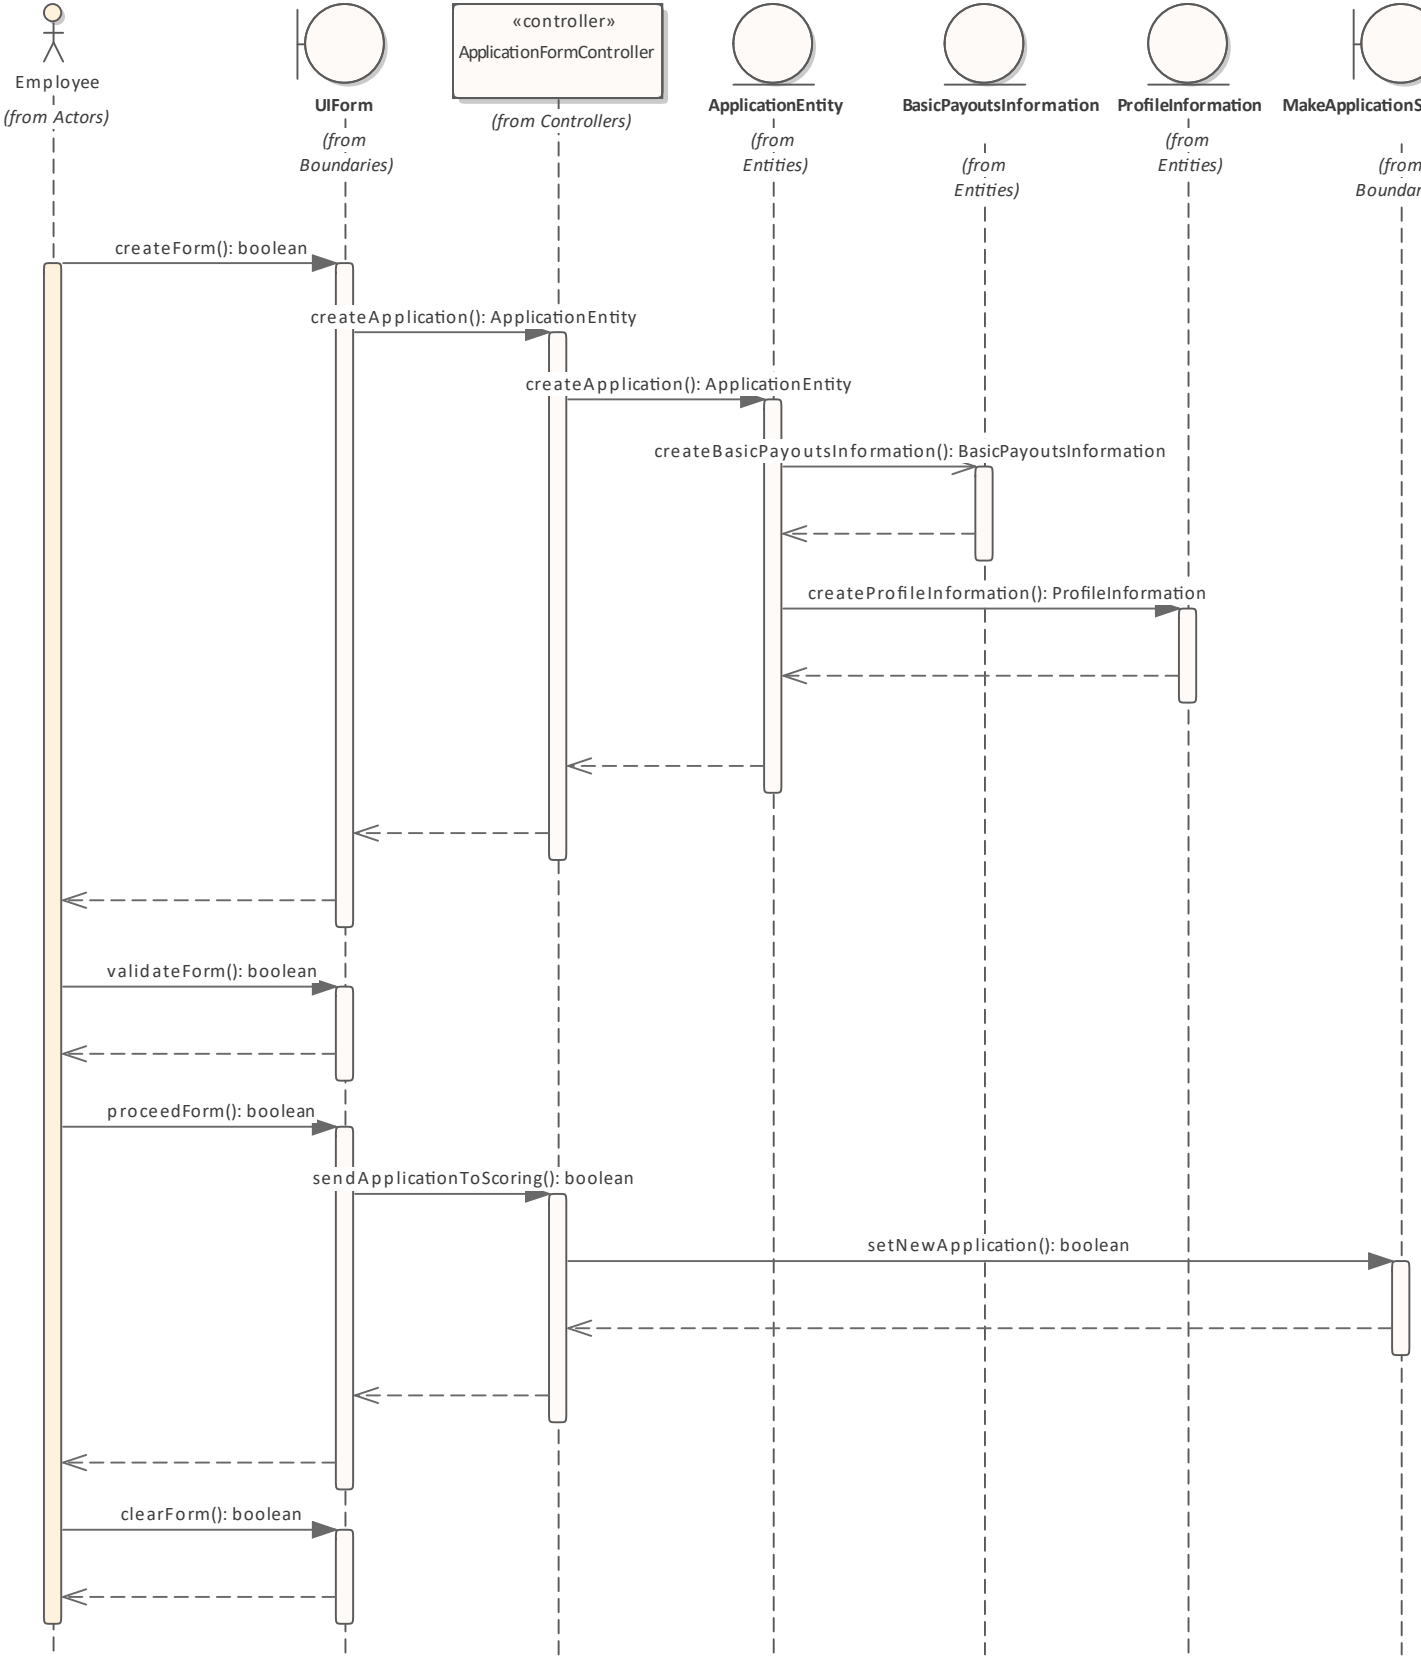 Employee
(from Actors)
UIForm
(from
Boundaries)
«controller»
ApplicationFormController
(from Controllers)
ApplicationEntity
(from
Entities)
BasicPayoutsInformation
(from
Entities)
ProfileInformation
(from
Entities)
MakeApplicationS
(from
Boundar
createForm(): boolean
createApplication(): ApplicationEntity
createApplication(): ApplicationEntity
createBasicPayoutsInformation(): BasicPayoutsInformation
createProfileInformation(): ProfileInformation
validateForm(): boolean
proceedForm(): boolean
sendApplicationToScoring(): boolean
setNewApplication(): boolean
clearForm(): boolean